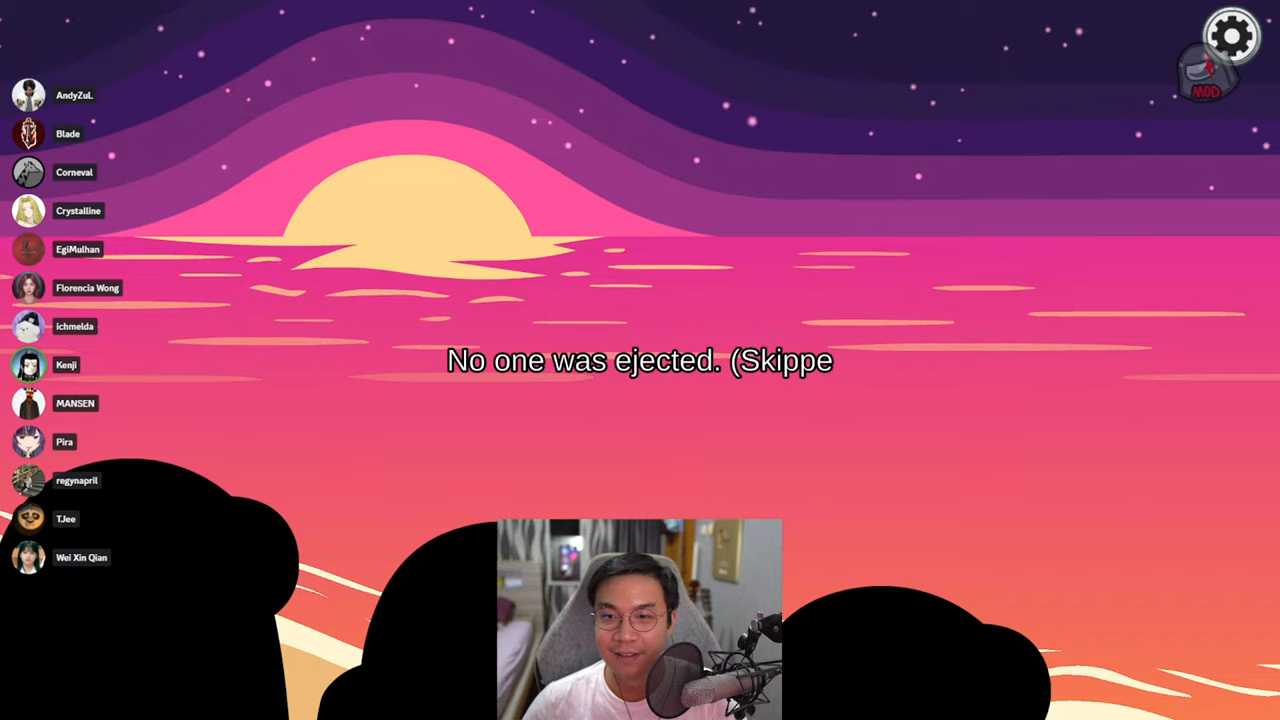 MOD
AndyZuL
Blade
Corneval
Crystalline
EgiMulhan
Florencia Wong
ichmelda
Kenji
No one was ejected. (Skippe
MANSEN
Pira
regynapril
TJee
Wei Xin Qian